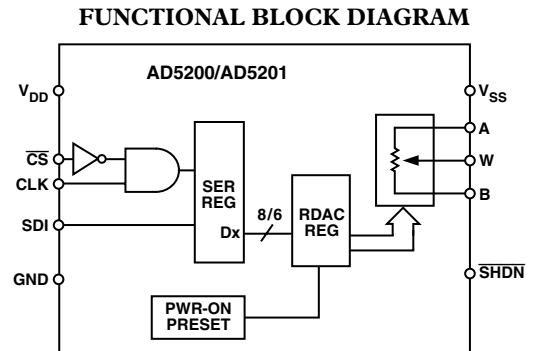 FUNCTIONAL BLOCK DIAGRAM
AD5200/AD5201
VDD
VSS
A
CS
W
CLK
SER
REG
8/6
RDAC
REG
B
SDI
Dx
GND
SHDN
PWR-ON
PRESET